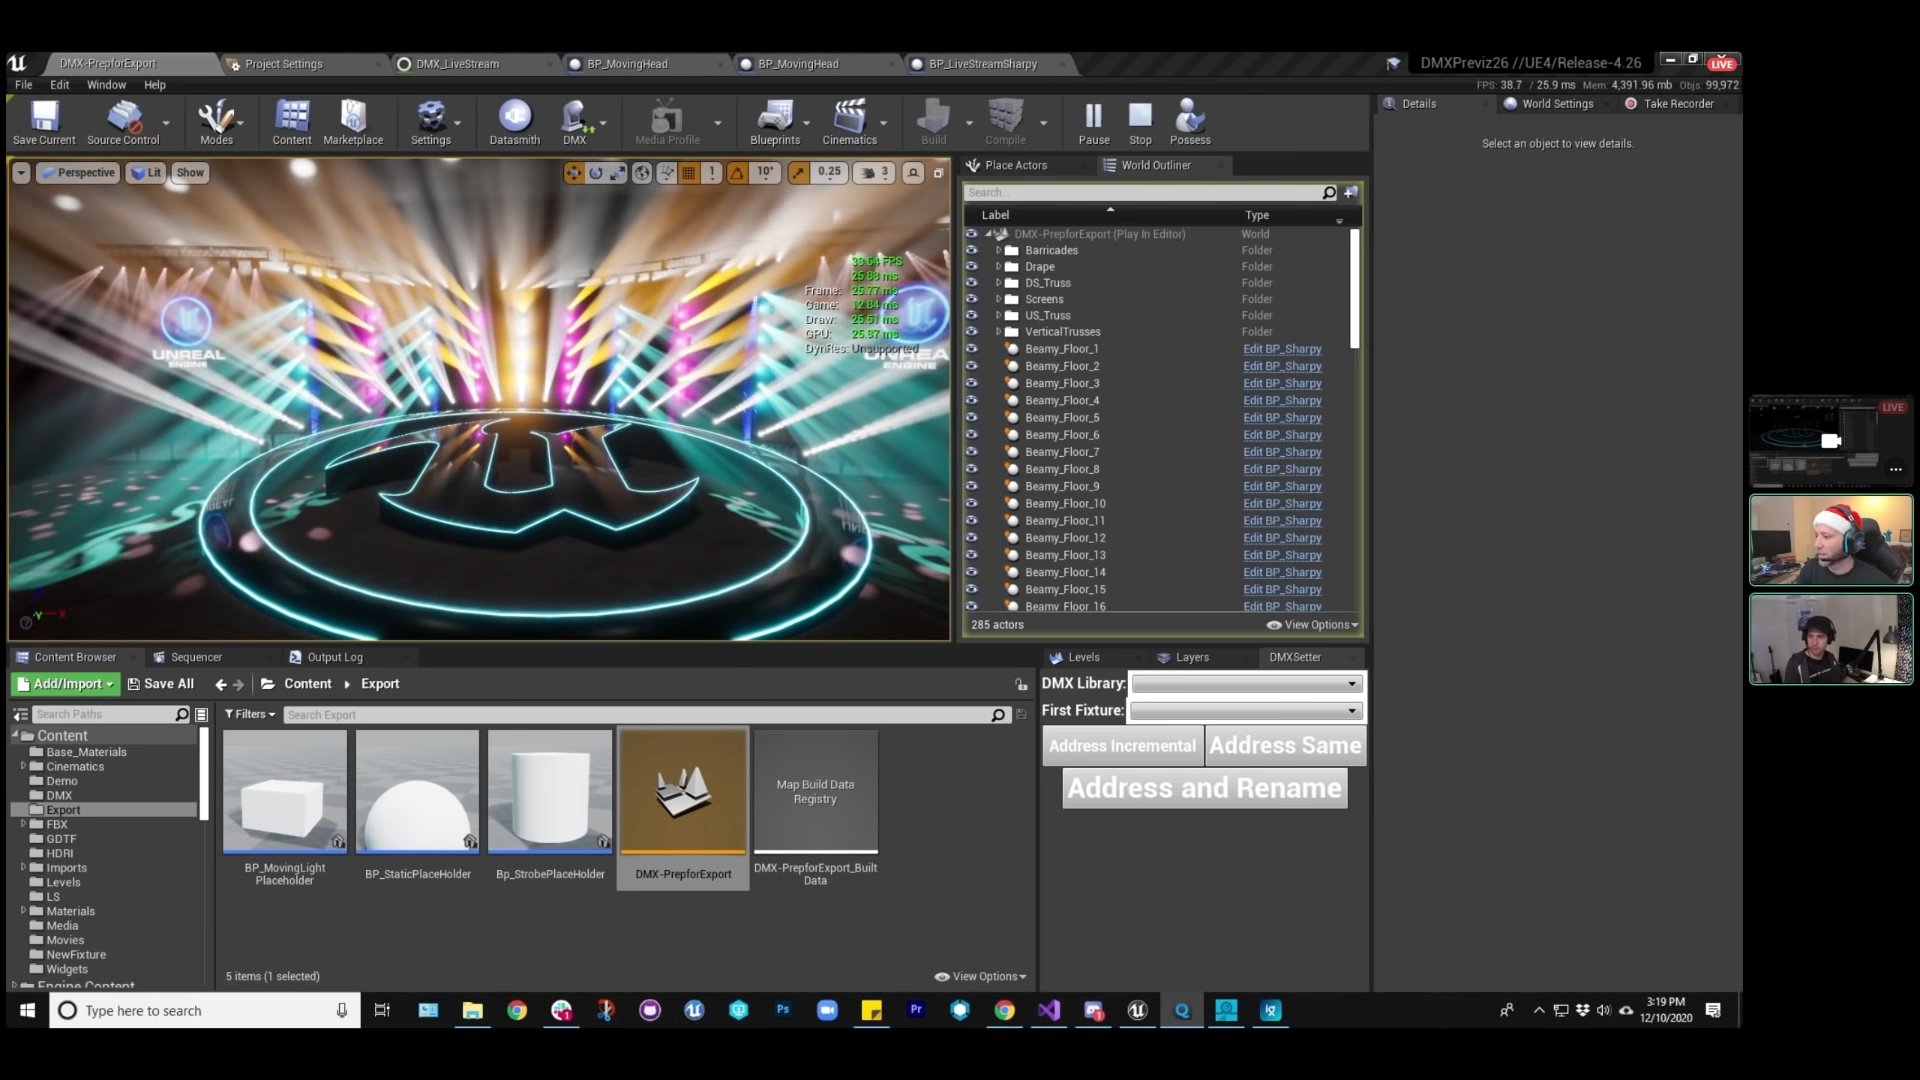 DMX-PrepforExport
Project Settings
DMX_LiveStream
BP_MovingHead
BP_MovingHead
BP_LiveStreamSharpy
DMXPreviz26 //UE4/Release-4.26
LIVE
File Edit Window Help
FPS: 38.7 / 25.9 ms Mem: 4,391.96 mb Objs: 99,972
Save Current
Source Control
Modes
Content
Marketplace
Settings
Datasmith
DMX
Media Profile
Blueprints
Cinematics
Build
Compile
Pause
Stop
Possess
Details
World Settings
Take Recorder
Select an object to view details.
Perspective
Lit
Show
1
10°
0.25
3
38.64 FPS
25.88 ms
Frame: 25.77 ms
Game: 12.84 ms
Draw: 25.51 ms
GPU: 25.87 ms
DynRes: Unsupported
UNREAL
ENGINE
UNREA
ENGINE
Place Actors
World Outliner
Search...
Label Type
DMX-PrepforExport (Play In Editor) World
Barricades Folder
Drape Folder
DS_Truss Folder
Screens Folder
US_Truss Folder
VerticalTrusses Folder
Beamy_Floor_1 Edit BP_Sharpy
Beamy_Floor_2 Edit BP_Sharpy
Beamy_Floor_3 Edit BP_Sharpy
Beamy_Floor_4 Edit BP_Sharpy
Beamy_Floor_5 Edit BP_Sharpy
Beamy_Floor_6 Edit BP_Sharpy
Beamy_Floor_7 Edit BP_Sharpy
Beamy_Floor_8 Edit BP_Sharpy
Beamy_Floor_9 Edit BP_Sharpy
Beamy_Floor_10 Edit BP_Sharpy
Beamy_Floor_11 Edit BP_Sharpy
Beamy_Floor_12 Edit BP_Sharpy
Beamy_Floor_13 Edit BP_Sharpy
Beamy_Floor_14 Edit BP_Sharpy
Beamy_Floor_15 Edit BP_Sharpy
Beamy_Floor_16 Edit BP_Sharpy
285 actors
View Options
LIVE
Content Browser
Sequencer
Output Log
Add/Import
Save All
Content
Export
Search Paths
Filters
Search Export
Content
Base_Materials
Cinematics
Demo
DMX
Export
FBX
GDTF
HDRI
Imports
Levels
LS
Materials
Media
Movies
NewFixture
Widgets
Engine Content
BP_MovingLight
Placeholder
BP_StaticPlaceHolder
Bp_StrobePlaceHolder
DMX-PrepforExport
Map Build Data
Registry
DMX-PrepforExport_Built
Data
5 items (1 selected)
View Options
Levels
Layers
DMXSetter
DMX Library:
First Fixture:
Address Incremental
Address Same
Address and Rename
Type here to search
Ps
Pr
3:19 PM
12/10/2020